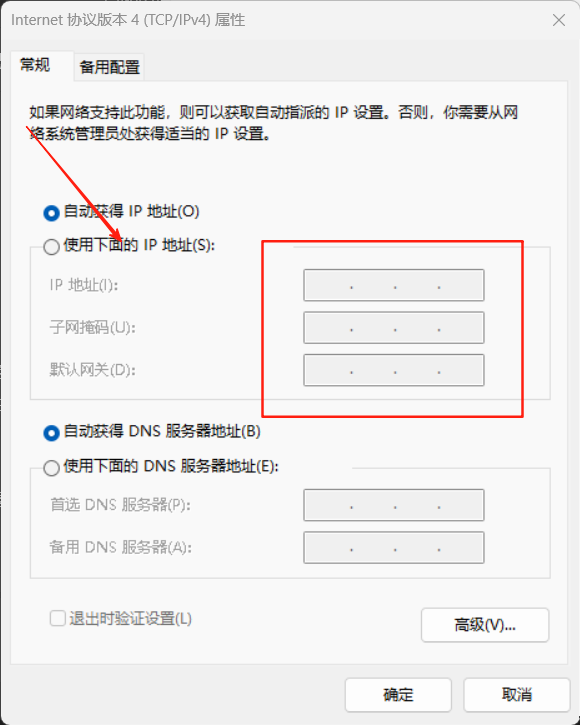 Internet 协议版本 4 (TCP/IPv4) 属性
常规
备用配置
如果网络支持此功能，则可以获取自动指派的 IP 设置。否则，你需要从网
络系统管理员处获得适当的 IP 设置。
自动获得 IP 地址(O)
使用下面的 IP 地址(S):
IP 地址(I):
子网掩码(U):
默认网关(D):
自动获得 DNS 服务器地址(B)
使用下面的 DNS 服务器地址(E):
首选 DNS 服务器(P):
备用 DNS 服务器(A):
退出时验证设置(L)
高级(V)...
确定
取消